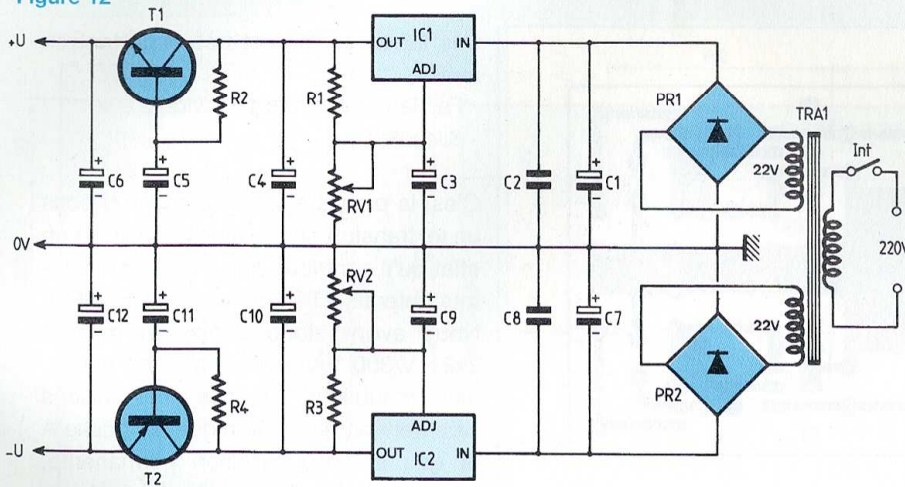 Figure 12
T1
+U
R2
R1
OUT
IC1
IN
ADJ
PR1
TRA1
22V
Int
C6
C5
C4
C3
C2
C1
RV1
0V
220V
RV2
C12
C11
C10
C9
C8
C7
22V
R4
R3
PR2
ADJ
-U
OUT
IC2
IN
T2